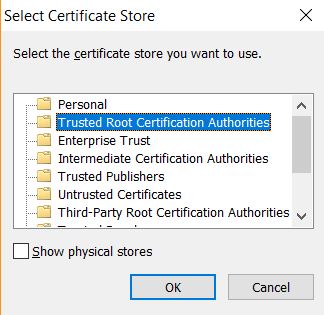 Select Certificate Store
Select the certificate store you want to use.
Personal
Trusted Root Certification Authorities
Enterprise Trust
Intermediate Certification Authorities
Trusted Publishers
Untrusted Certificates
Third-Party Root Certification Authorities
Show physical stores
OK
Cancel